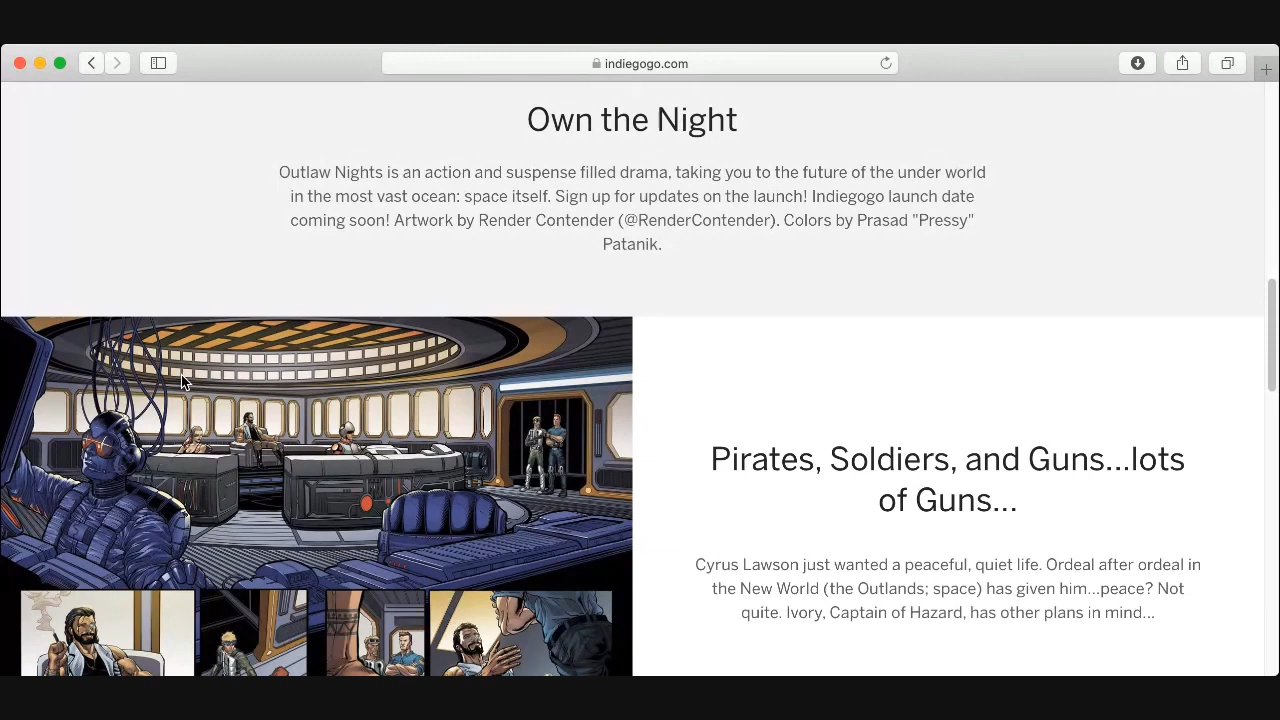 indiegogo.com
Own the Night
Outlaw Nights is an action and suspense filled drama, taking you to the future of the under world
in the most vast ocean: space itself. Sign up for updates on the launch! Indiegogo launch date
coming soon! Artwork by Render Contender (@RenderContender). Colors by Prasad "Pressy"
Patanik.
Pirates, Soldiers, and Guns...lots
of Guns...
Cyrus Lawson just wanted a peaceful, quiet life. Ordeal after ordeal in
the New World (the Outlands; space) has given him...peace? Not
quite. Ivory, Captain of Hazard, has other plans in mind...